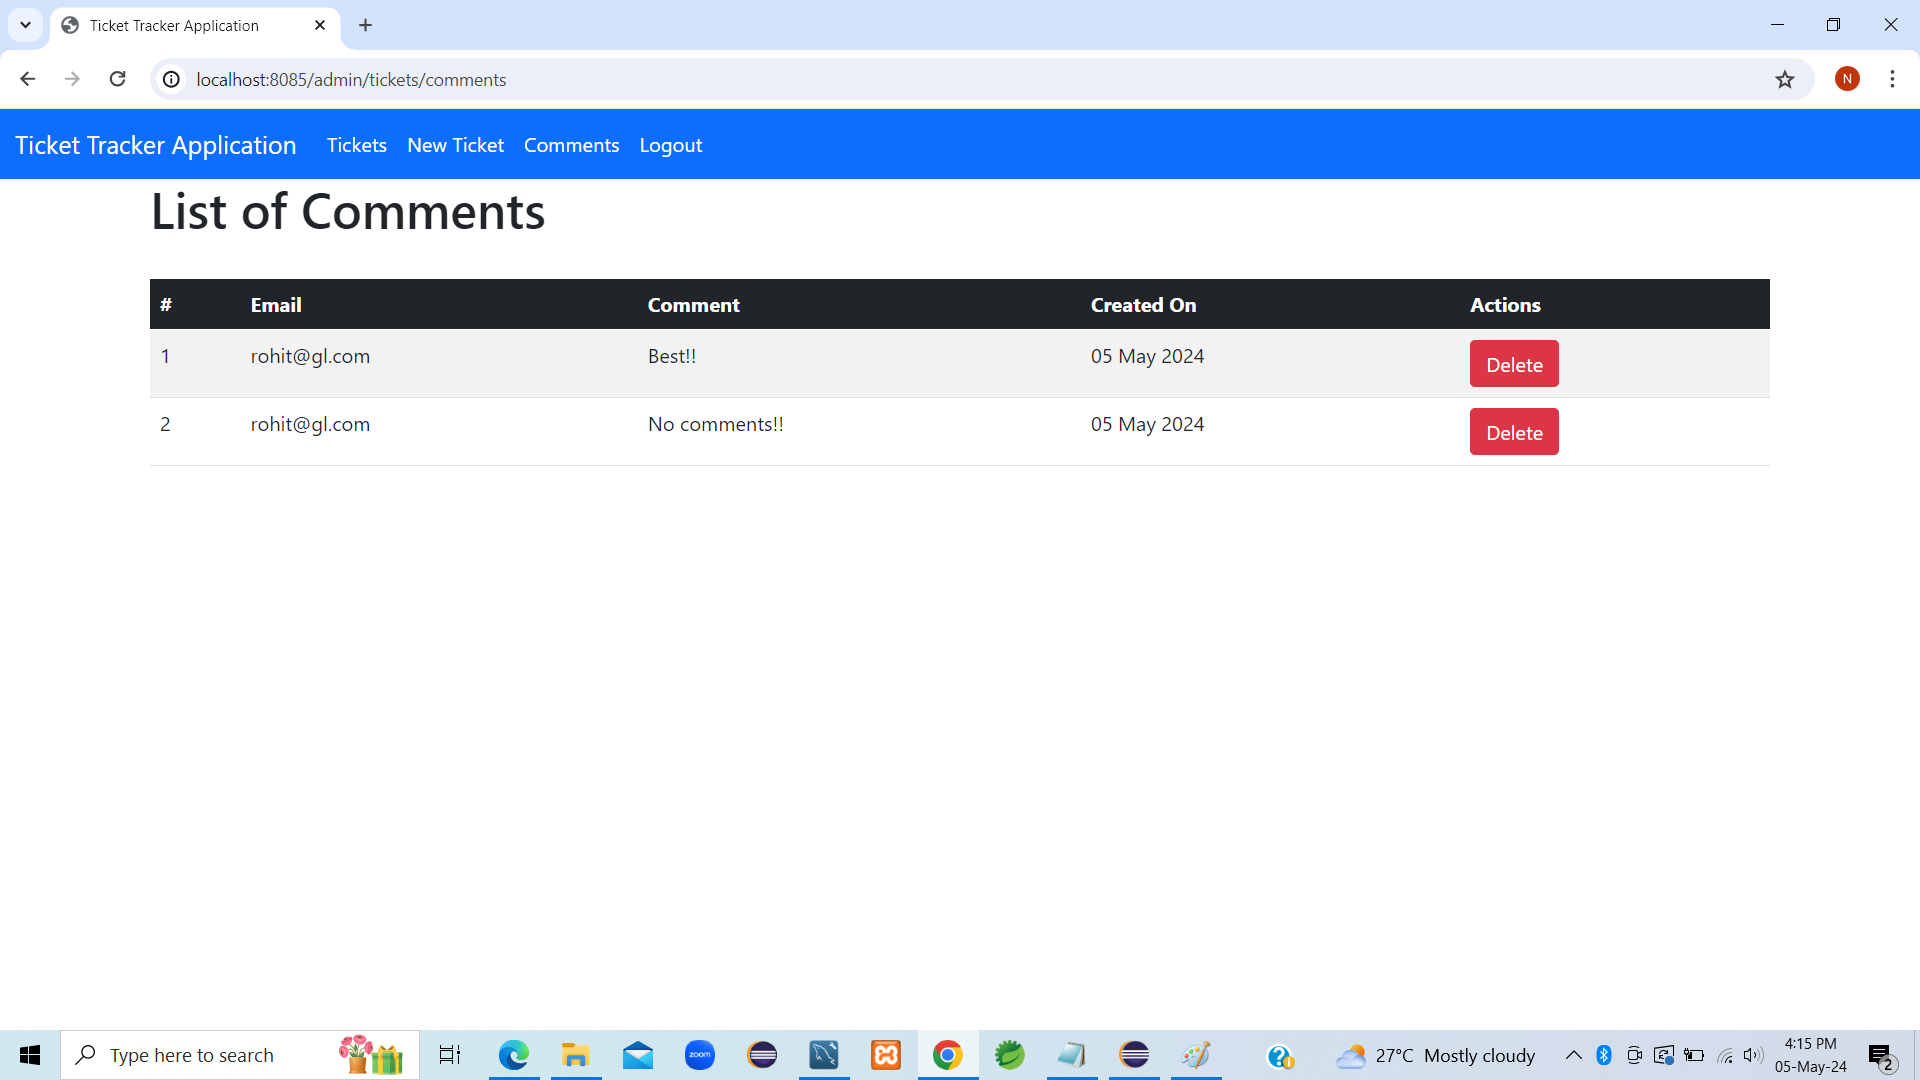 Ticket Tracker Application
localhost:8085/admin/tickets/comments
N
Ticket Tracker Application Tickets New Ticket Comments Logout
List of Comments
# Email Comment Created On Actions
1 rohit@gl.com Best!! 05 May 2024 Delete
2 rohit@gl.com No comments!! 05 May 2024 Delete
Type here to search zoom 27°C Mostly cloudy 4:15 PM
05-May-24 2